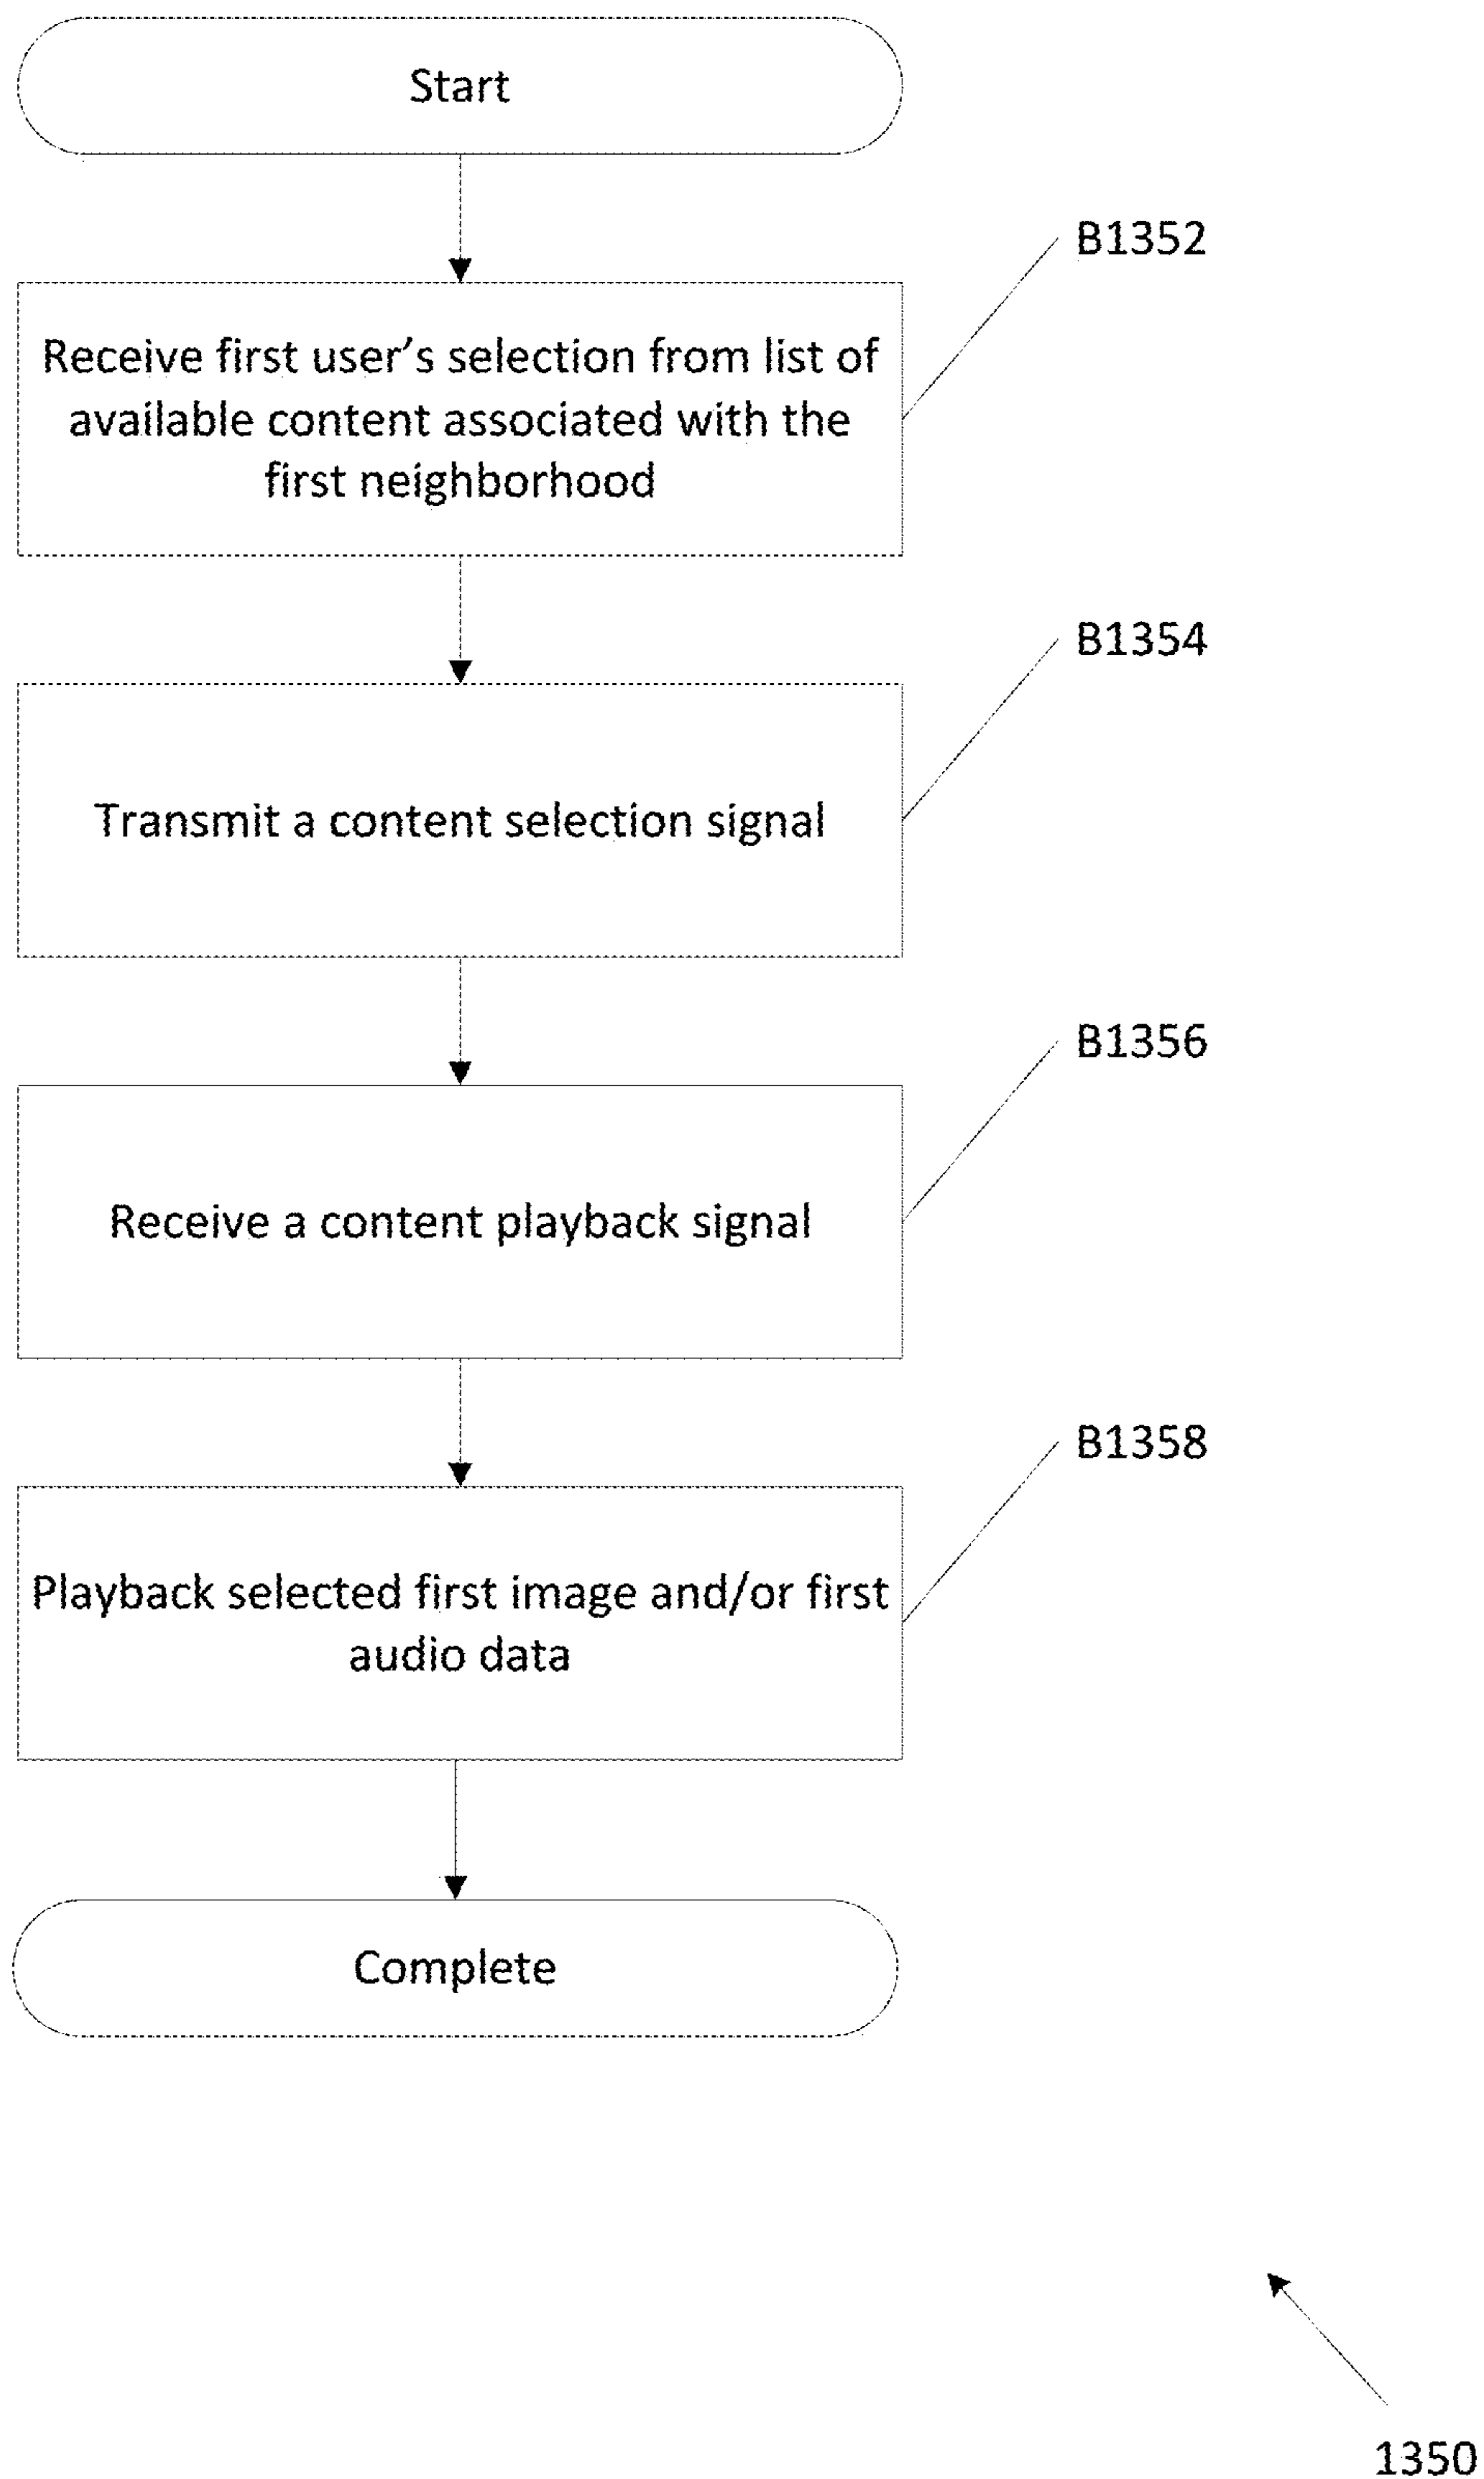 Start
B1352
Receive first user's selection from list of
available content associated with the
first neighborhood
B1354
Transmit a content selection signal
B1356
Receive a content playback signal
B1358
Playback selected first image and/or first
audio data
Complete
1350